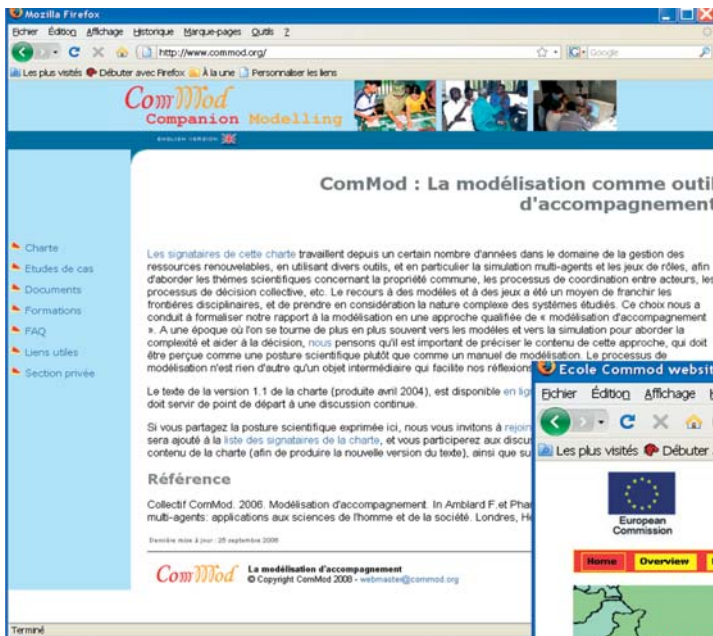 Mozilla Firefox
Fichier Édition Affichage Historique Marque-pages Outils ?
http://www.commod.org/
Google
Les plus visités Débuter avec Firefox À la une Personnaliser les liens
ComMod
Companion Modelling
ENGLISH VERSION
ComMod : La modélisation comme outil
d'accompagnement
Charte
Etudes de cas
Documents
Formations
FAQ
Liens utiles
Section privée
Les signataires de cette charte travaillent depuis un certain nombre d'années dans le domaine de la gestion des
ressources renouvelables, en utilisant divers outils, et en particulier la simulation multi-agents et les jeux de rôles, afin
d'aborder les thèmes scientifiques concernant la propriété commune, les processus de coordination entre acteurs, les
processus de décision collective, etc. Le recours à des modèles et à des jeux a été un moyen de franchir les
frontières disciplinaires, et de prendre en considération la nature complexe des systèmes étudiés. Ce choix nous a
conduit à formaliser notre rapport à la modélisation en une approche qualifiée de « modélisation d'accompagnement
». A une époque où l'on se tourne de plus en plus souvent vers les modèles et vers la simulation pour aborder la
complexité et aider à la décision, nous pensons qu'il est important de préciser le contenu de cette approche, qui doit
être perçue comme une posture scientifique plutôt que comme un manuel de modélisation. Le processus de
modélisation n'est rien d'autre qu'un objet intermédiaire qui facilite nos réflexions
Le texte de la version 1.1 de la charte (produite avril 2004), est disponible en lig
doit servir de point de départ à une discussion continue.
Si vous partagez la posture scientifique exprimée ici, nous vous invitons à rejoin
sera ajouté à la liste des signataires de la charte, et vous participerez aux discus
contenu de la charte (afin de produire la nouvelle version du texte), ainsi que su
Référence
Collectif ComMod. 2006. Modélisation d'accompagnement. In Amblard F.et Phan
multi-agents: applications aux sciences de l'homme et de la société. Londres, He
ComMod
La modélisation d'accompagnement
© Copyright ComMod 2008 - webmaster@commod.org
Terminé
Ecole Commod websit
Fichier Édition Affichage
Les plus visités Débuter
European
Commission
Home Overview